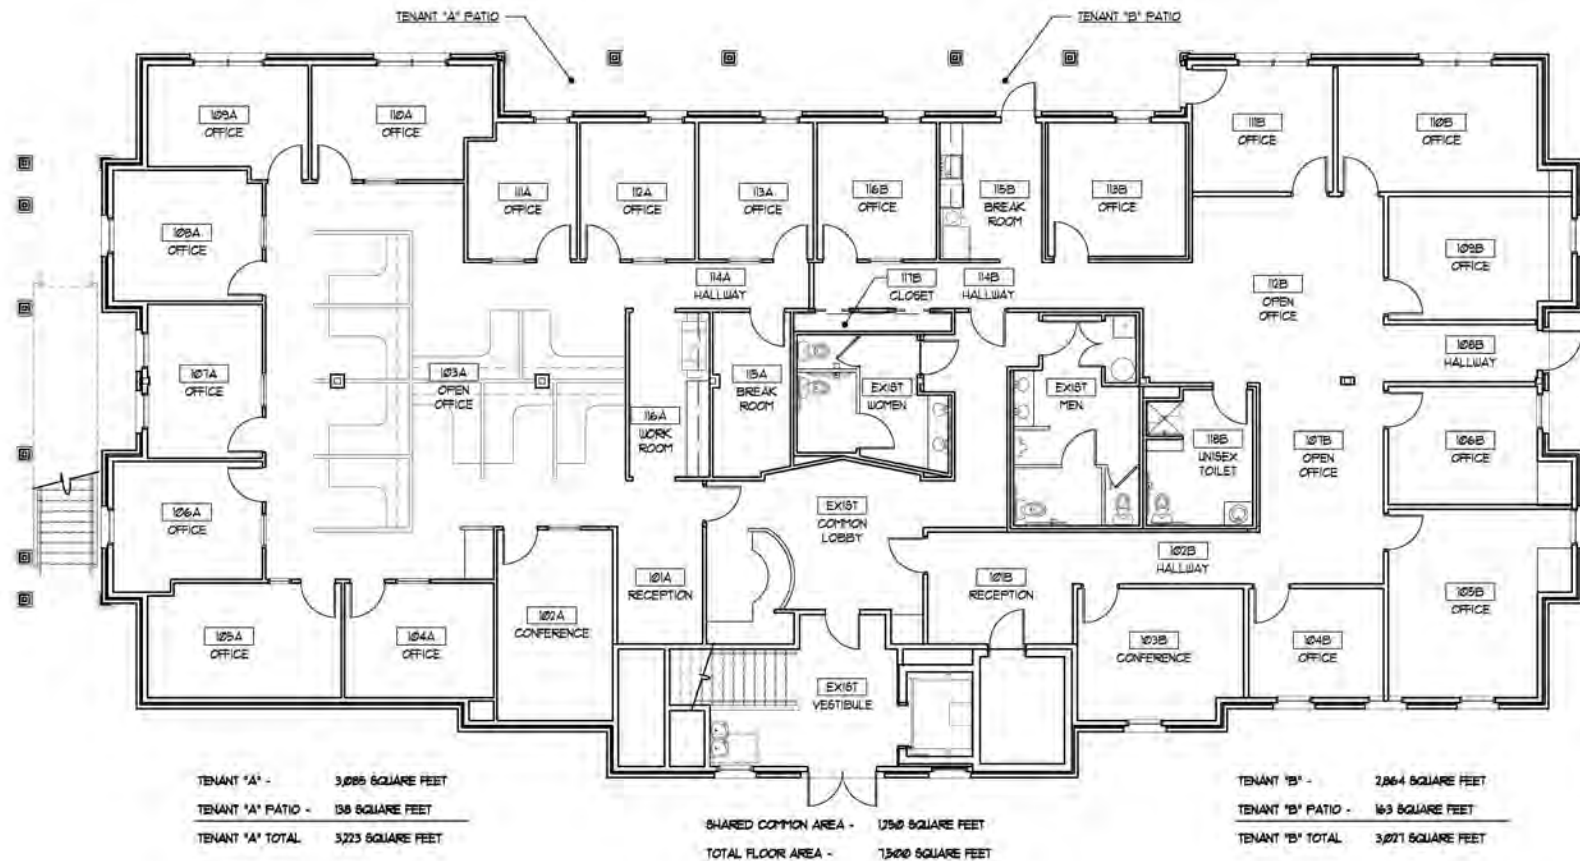 TENANT "A" PATIO
TENANT "B" PATIO
109A
OFFICE
110A
OFFICE
111A
OFFICE
112A
OFFICE
113A
OFFICE
116B
OFFICE
115B
BREAK
ROOM
113B
OFFICE
111B
OFFICE
110B
OFFICE
108A
OFFICE
114A
HALLWAY
117B
CLOSET
114B
HALLWAY
112B
OPEN
OFFICE
109B
OFFICE
108B
HALLWAY
107A
OFFICE
103A
OPEN
OFFICE
116A
WORK
ROOM
115A
BREAK
ROOM
EXIST
WOMEN
EXIST
MEN
118B
UNISEX
TOILET
107B
OPEN
OFFICE
106B
OFFICE
106A
OFFICE
EXIST
COMMON
LOBBY
102B
HALLWAY
101A
RECEPTION
101B
RECEPTION
105B
OFFICE
105A
OFFICE
104A
OFFICE
102A
CONFERENCE
103B
CONFERENCE
104B
OFFICE
EXIST
VESTIBULE
TENANT "A" - 3,085 SQUARE FEET
TENANT "A" PATIO - 138 SQUARE FEET
TENANT "A" TOTAL 3,223 SQUARE FEET
SHARED COMMON AREA - 1,250 SQUARE FEET
TOTAL FLOOR AREA - 7,500 SQUARE FEET
TENANT "B" - 2,864 SQUARE FEET
TENANT "B" PATIO - 163 SQUARE FEET
TENANT "B" TOTAL 3,027 SQUARE FEET